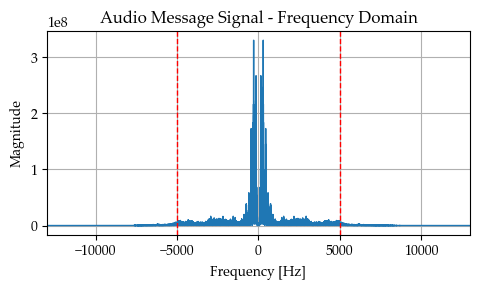 Audio Message Signal - Frequency Domain
1e8
3
2
1
0
Magnitude
−10000 −5000 0 5000 10000
Frequency [Hz]